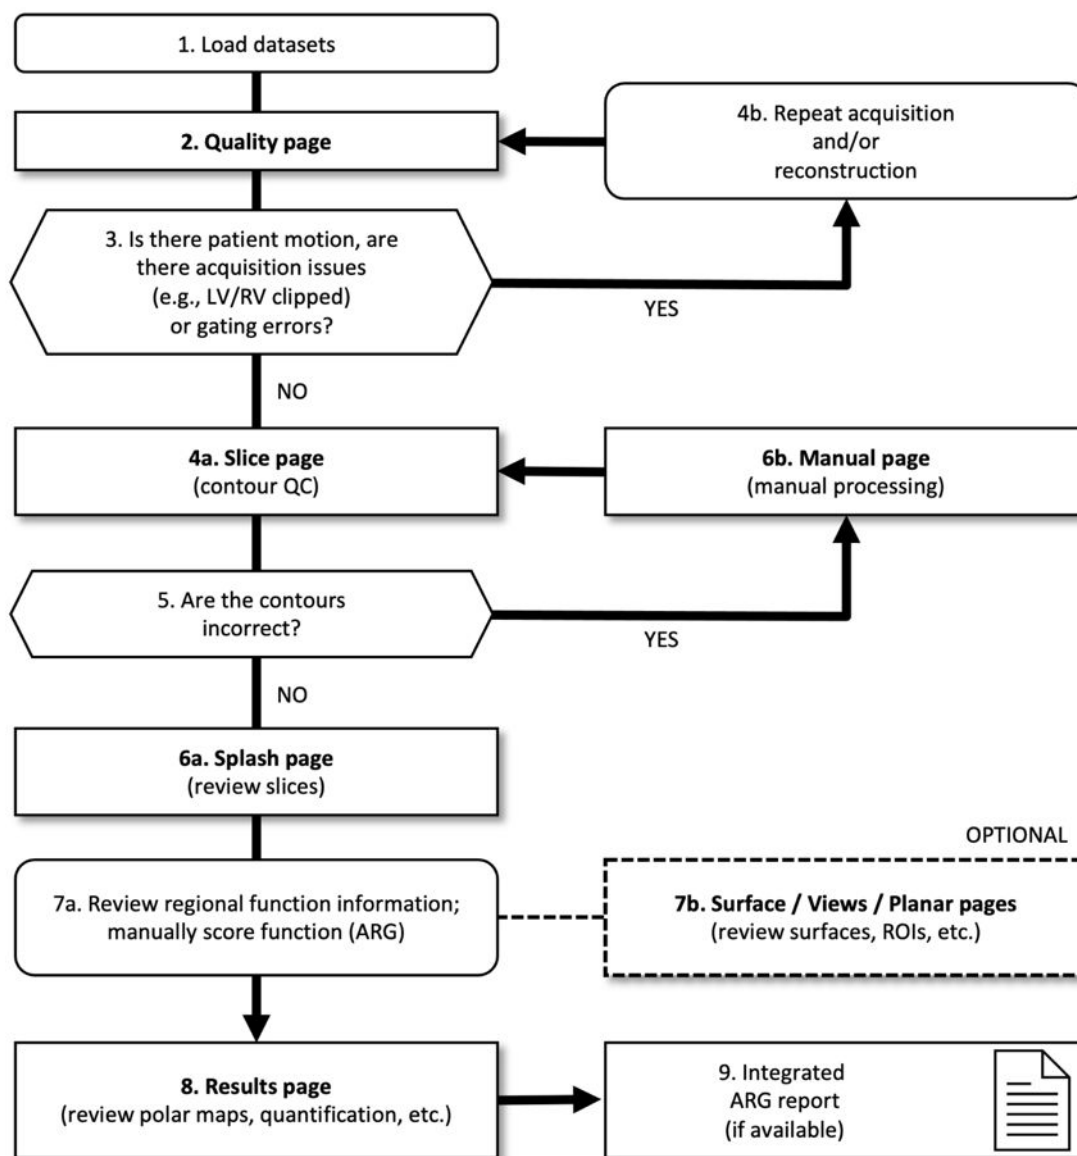 1. Load datasets
2. Quality page
4b. Repeat acquisition
and/or
reconstruction
3. Is there patient motion, are
there acquisition issues
(e.g., LV/RV clipped)
or gating errors?
YES
NO
4a. Slice page
(contour QC)
6b. Manual page
(manual processing)
5. Are the contours
incorrect?
YES
NO
6a. Splash page
(review slices)
OPTIONAL
7a. Review regional function information;
manually score function (ARG)
7b. Surface / Views / Planar pages
(review surfaces, ROIs, etc.)
8. Results page
(review polar maps, quantification, etc.)
9. Integrated
ARG report
(if available)